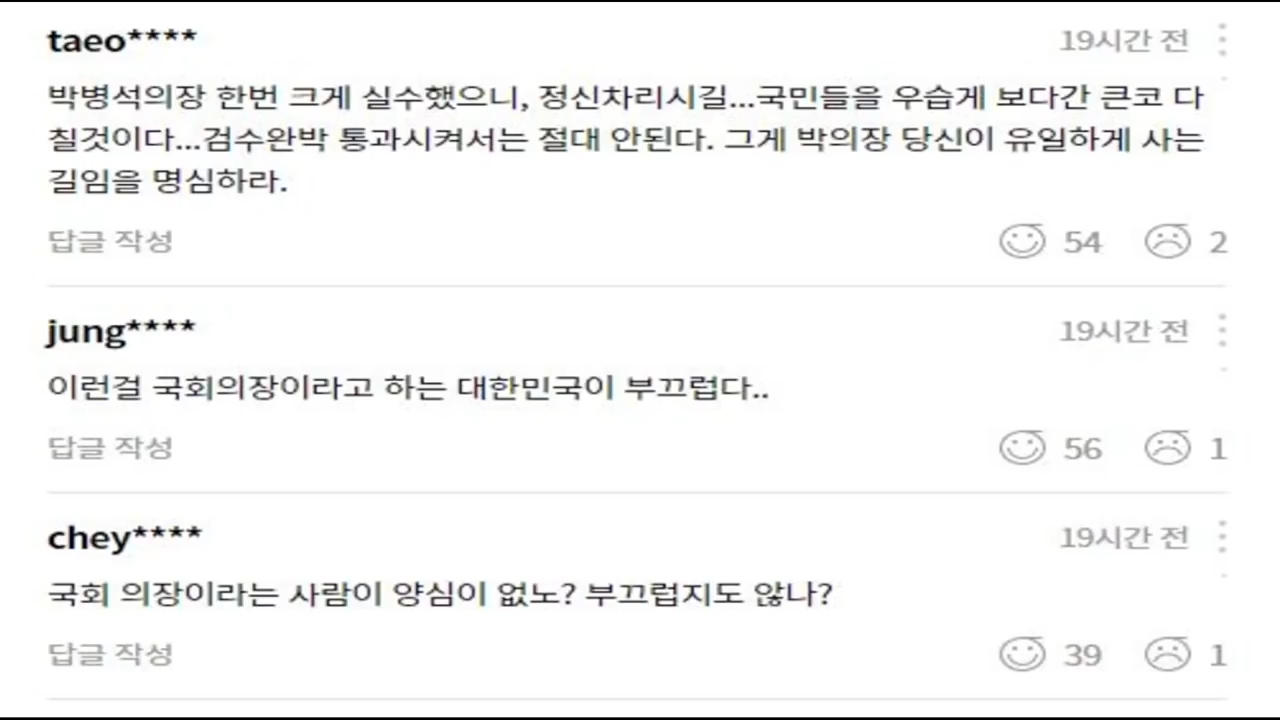 taeo****
19시간 전
박병석의장 한번 크게 실수했으니, 정신차리시길...국민들을 우습게 보다간 큰코 다
칠것이다...검수완박 통과시켜서는 절대 안된다. 그게 박의장 당신이 유일하게 사는
길임을 명심하라.
답글 작성
54
2
jung****
19시간 전
이런걸 국회의장이라고 하는 대한민국이 부끄럽다..
답글 작성
56
1
chey****
19시간 전
국회 의장이라는 사람이 양심이 없노? 부끄럽지도 않나?
답글 작성
39
1